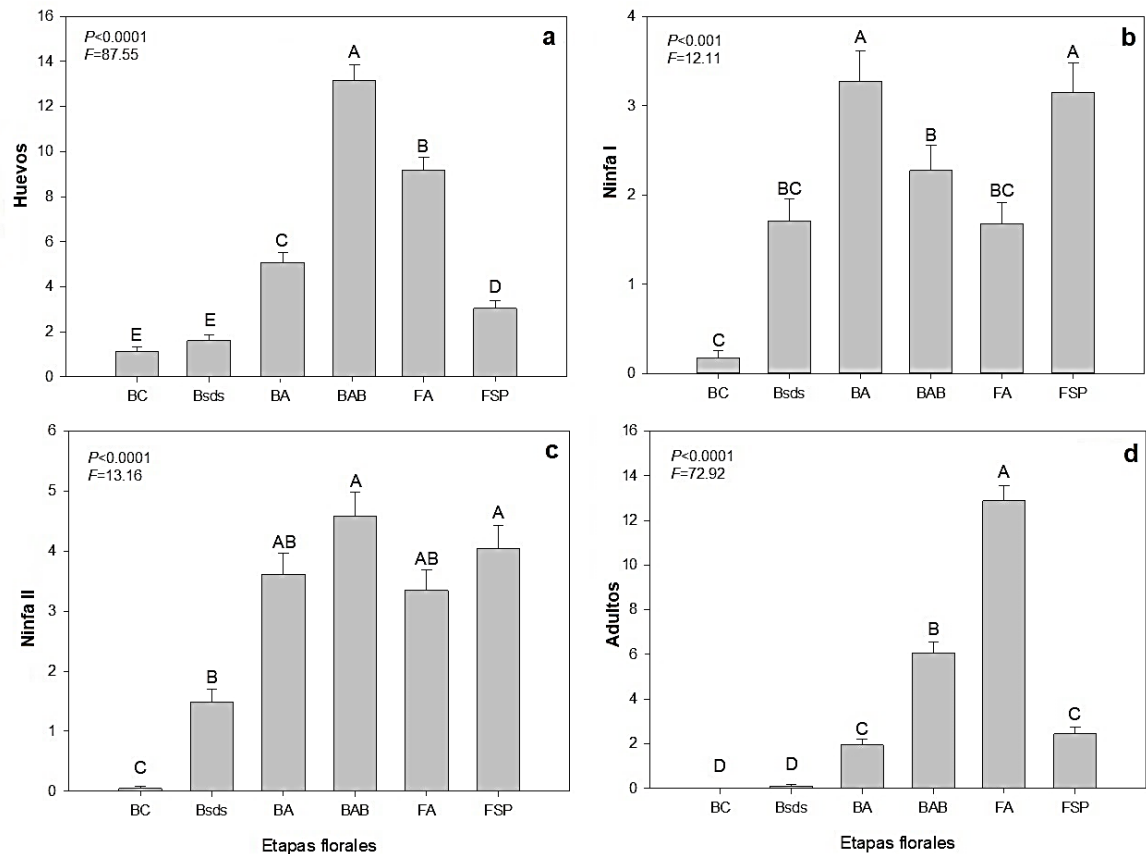 a
P<0.0001
F=87.55
Huevos
16
14
12
10
8
6
4
2
0
E
E
C
A
B
D
BC Bsds BA BAB FA FSP
b
P<0.001
F=12.11
Ninfa I
4
3
2
1
0
C
BC
A
B
BC
A
BC Bsds BA BAB FA FSP
c
P<0.0001
F=13.16
Ninfa II
6
5
4
3
2
1
0
C
B
AB
A
AB
A
BC Bsds BA BAB FA FSP
Etapas florales
d
P<0.0001
F=72.92
Adultos
16
14
12
10
8
6
4
2
0
D
D
C
B
A
C
BC Bsds BA BAB FA FSP
Etapas florales